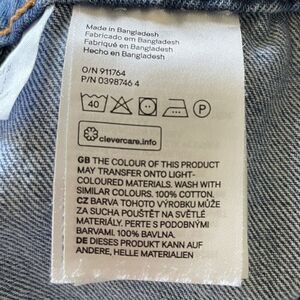 Made in Bangladesh
Fabricado em Bangladesh
Fabriqué en Bangladesh
Hecho en Bangladesh
O/N 911764
P/N 0398746 4
40 P
clevercare.info
GB THE COLOUR OF THIS PRODUCT
MAY TRANSFER ONTO LIGHT-
COLOURED MATERIALS. WASH WITH
SIMILAR COLOURS. 100% COTTON.
CZ BARVA TOHOTO VÝROBKU MŮŽE
ZA SUCHA POUŠTĚT NA SVĚTLÉ
MATERIÁLY. PERTE S PODOBNÝMI
BARVAMI. 100% BAVLNA.
DE DIESES PRODUKT KANN AUF
ANDERE, HELLE MATERIALIEN